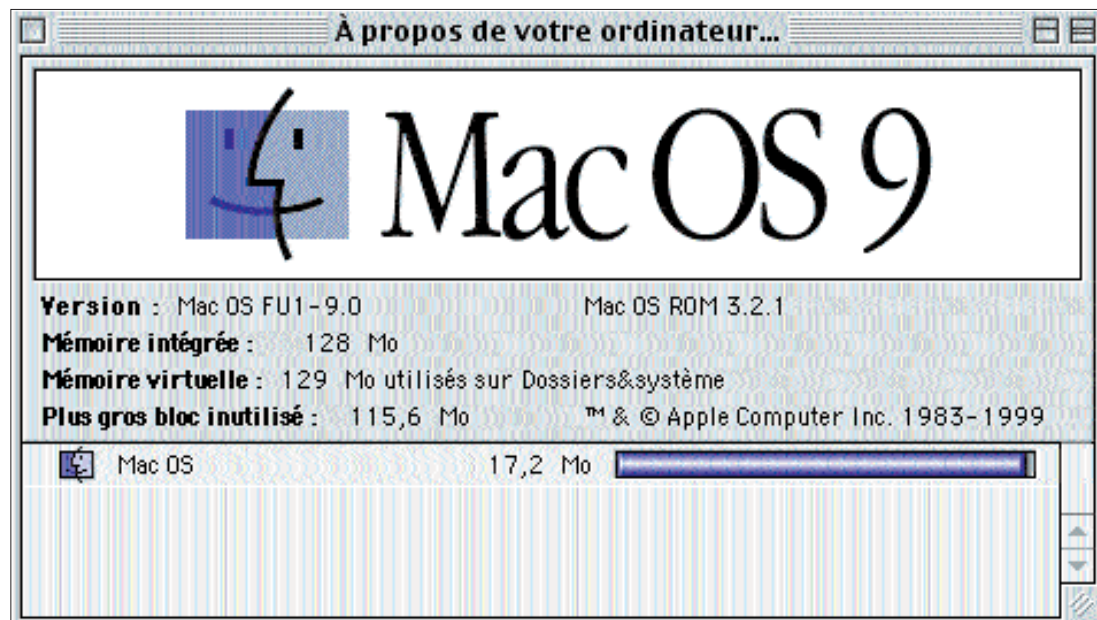 À propos de votre ordinateur...
Mac OS 9
Version : Mac OS FU1-9.0 Mac OS ROM 3.2.1
Mémoire intégrée : 128 Mo
Mémoire virtuelle : 129 Mo utilisés sur Dossiers&système
Plus gros bloc inutilisé : 115,6 Mo ™ & © Apple Computer Inc. 1983-1999
Mac OS 17,2 Mo